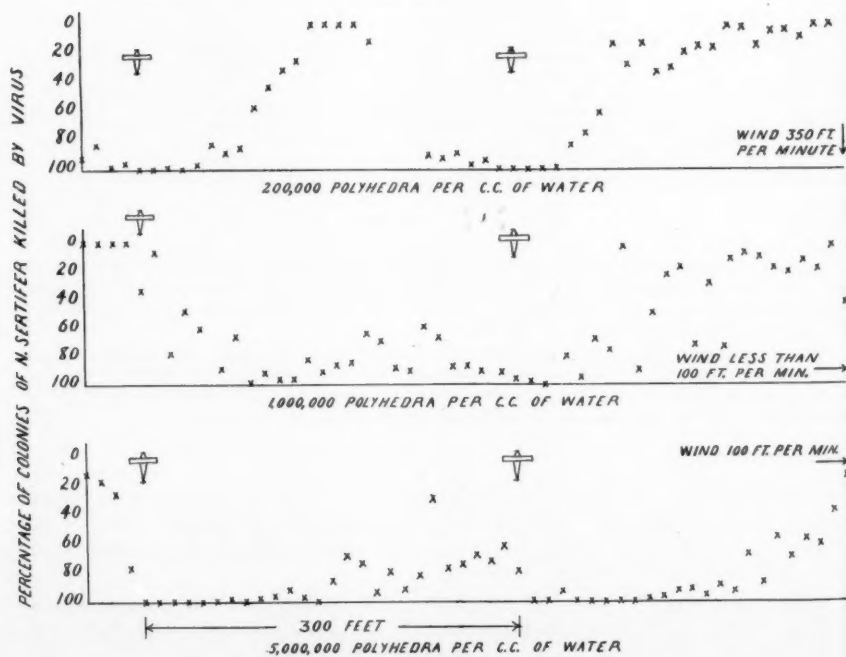 PERCENTAGE OF COLONIES OF N. SERTIFER KILLED BY VIRUS
0
20
40
60
80
100
WIND 350 FT.
PER MINUTE
200,000 POLYHEDRA PER C.C. OF WATER
0
20
40
60
80
100
WIND LESS THAN
100 FT. PER MIN.
1,000,000 POLYHEDRA PER C.C. OF WATER
0
20
40
60
80
100
WIND 100 FT. PER MIN.
300 FEET
5,000,000 POLYHEDRA PER C.C. OF WATER